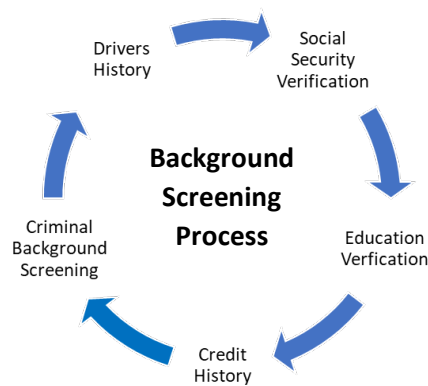 Drivers
History
Social
Security
Verification
Background
Screening
Process
Education
Verfication
Credit
History
Criminal
Background
Screening